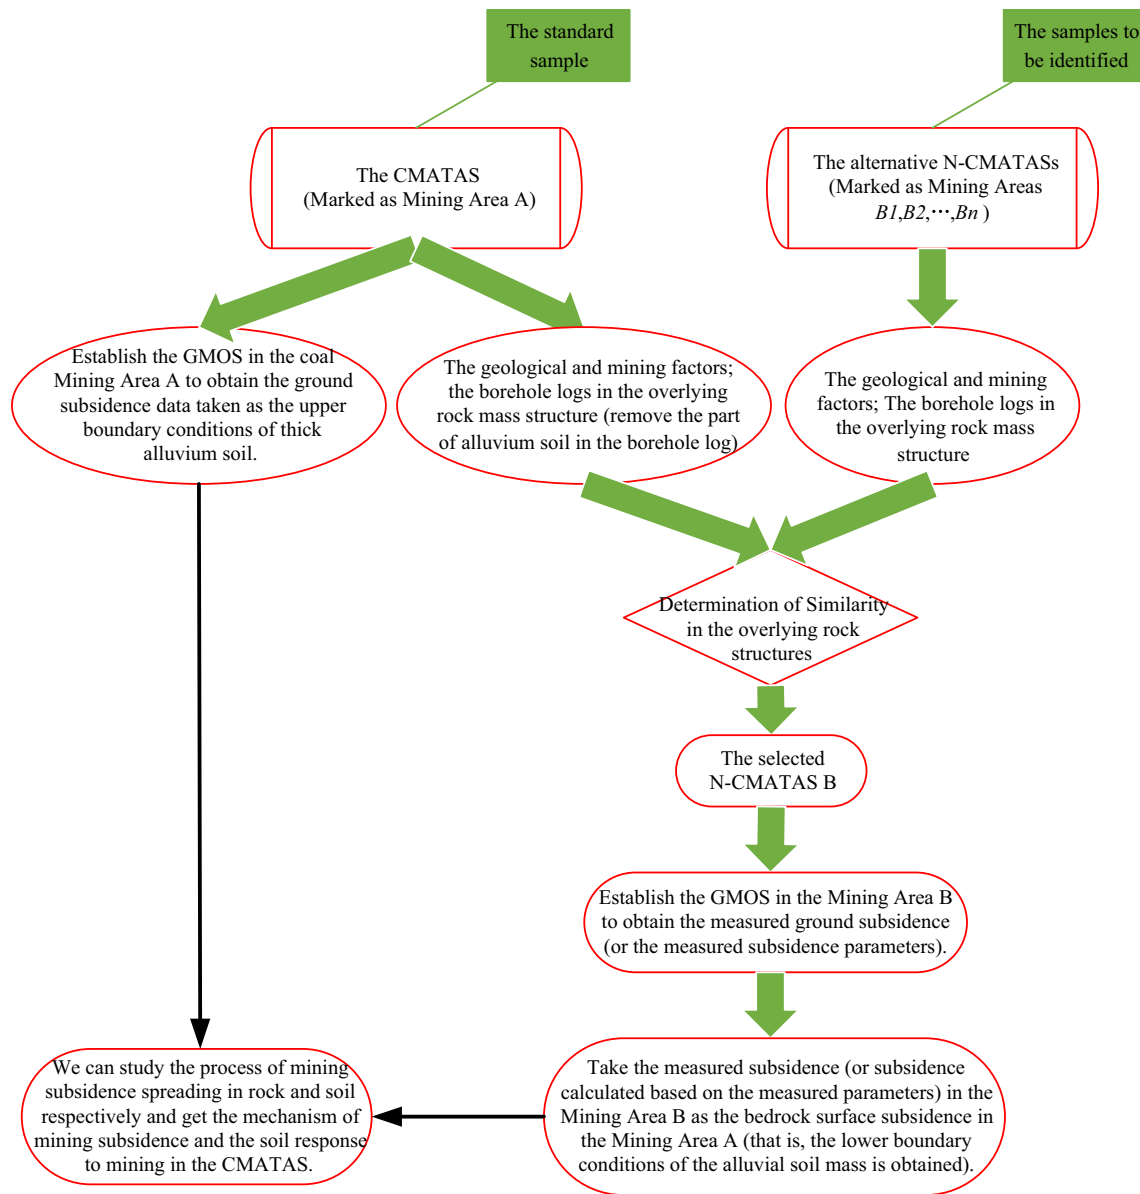 The standard
sample
The samples to
be identified
The CMATAS
(Marked as Mining Area A)
The alternative N-CMATASs
(Marked as Mining Areas
B1,B2,⋯,Bn )
Establish the GMOS in the coal
Mining Area A to obtain the ground
subsidence data taken as the upper
boundary conditions of thick
alluvium soil.
The geological and mining factors;
the borehole logs in the overlying
rock mass structure (remove the part
of alluvium soil in the borehole log)
The geological and mining
factors; The borehole logs in
the overlying rock mass
structure
Determination of Similarity
in the overlying rock
structures
The selected
N-CMATAS B
Establish the GMOS in the Mining Area B
to obtain the measured ground subsidence
(or the measured subsidence parameters).
We can study the process of mining
subsidence spreading in rock and soil
respectively and get the mechanism of
mining subsidence and the soil response
to mining in the CMATAS.
Take the measured subsidence (or subsidence
calculated based on the measured parameters) in
the Mining Area B as the bedrock surface subsidence in
the Mining Area A (that is, the lower boundary
conditions of the alluvial soil mass is obtained).